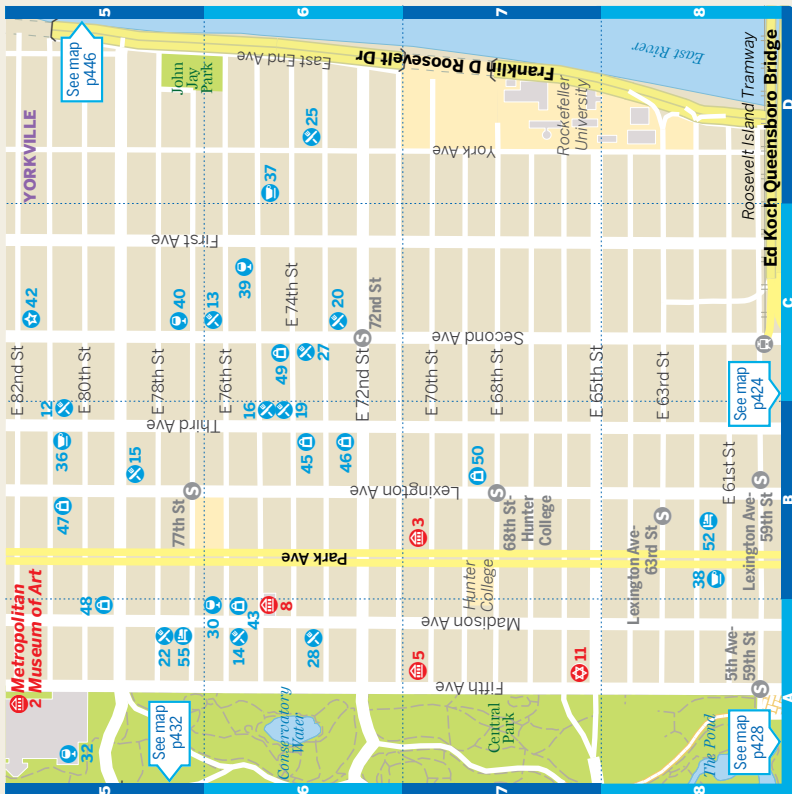 5
6
7
8
See map
p446
YORKVILLE
John
Jay
Park
East End Ave
Franklin D Roosevelt Dr
East River
Roosevelt Island Tramway
Ed Koch Queensboro Bridge
Rockefeller
University
York Ave
25
37
First Ave
42
40
13
39
E 74th St
20
72nd St
Second Ave
E 82nd St
E 80th St
E 78th St
E 76th St
49
27
E 72nd St
E 70th St
E 68th St
E 65th St
E 63rd St
See map
p424
12
16
19
Third Ave
36
15
45
46
50
E 61st St
47
77th St
Lexington Ave
68th St-
Hunter
College
Lexington Ave-
63rd St
52
Lexington Ave-
59th St
3
Park Ave
Hunter
College
38
48
30
43
8
Madison Ave
Metropolitan
2 Museum of Art
22
55
14
28
5
11
Fifth Ave
5th Ave-
59th St
32
See map
p432
Conservatory
Water
Central
Park
The Pond
See map
p428
5
6
7
8
A
B
C
D